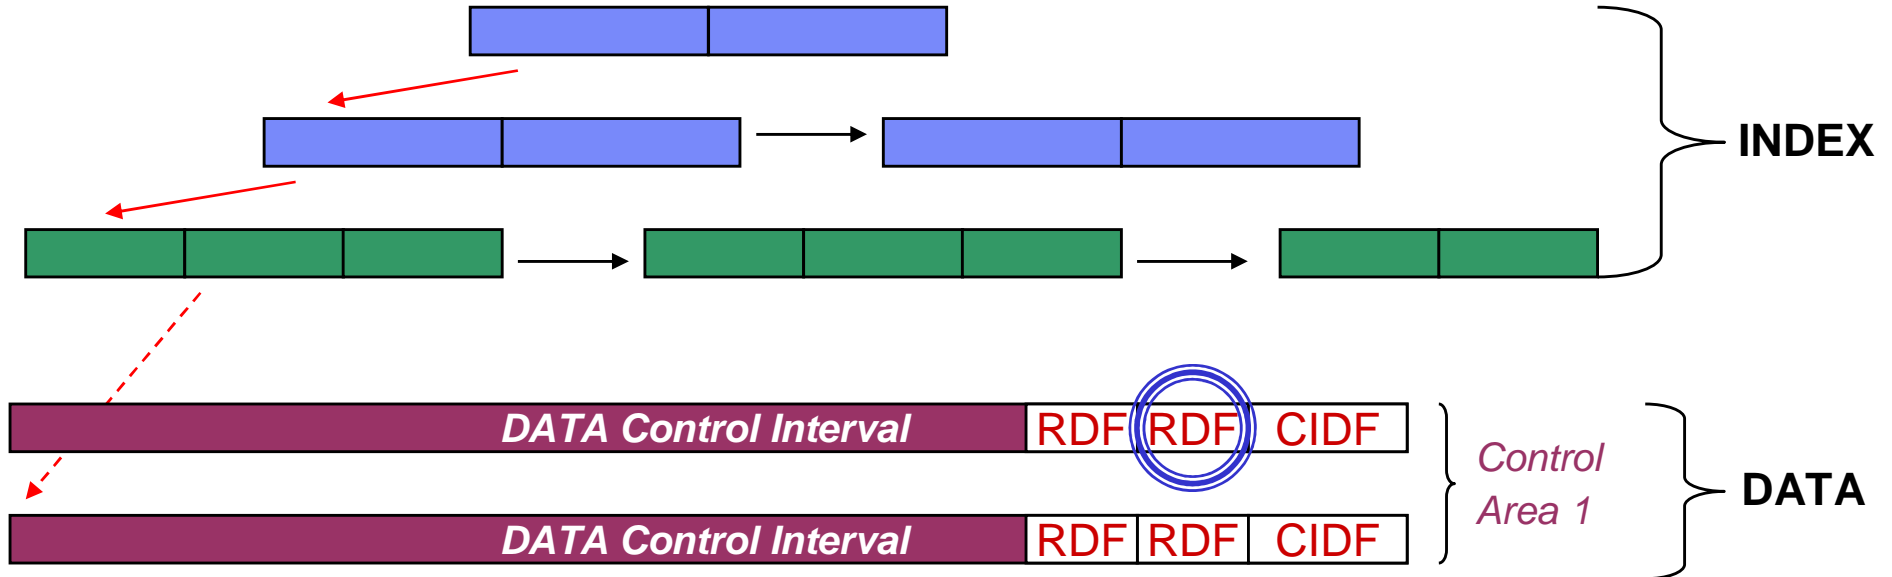 INDEX
DATA Control Interval RDF RDF CIDF
Control
Area 1
DATA
DATA Control Interval RDF RDF CIDF